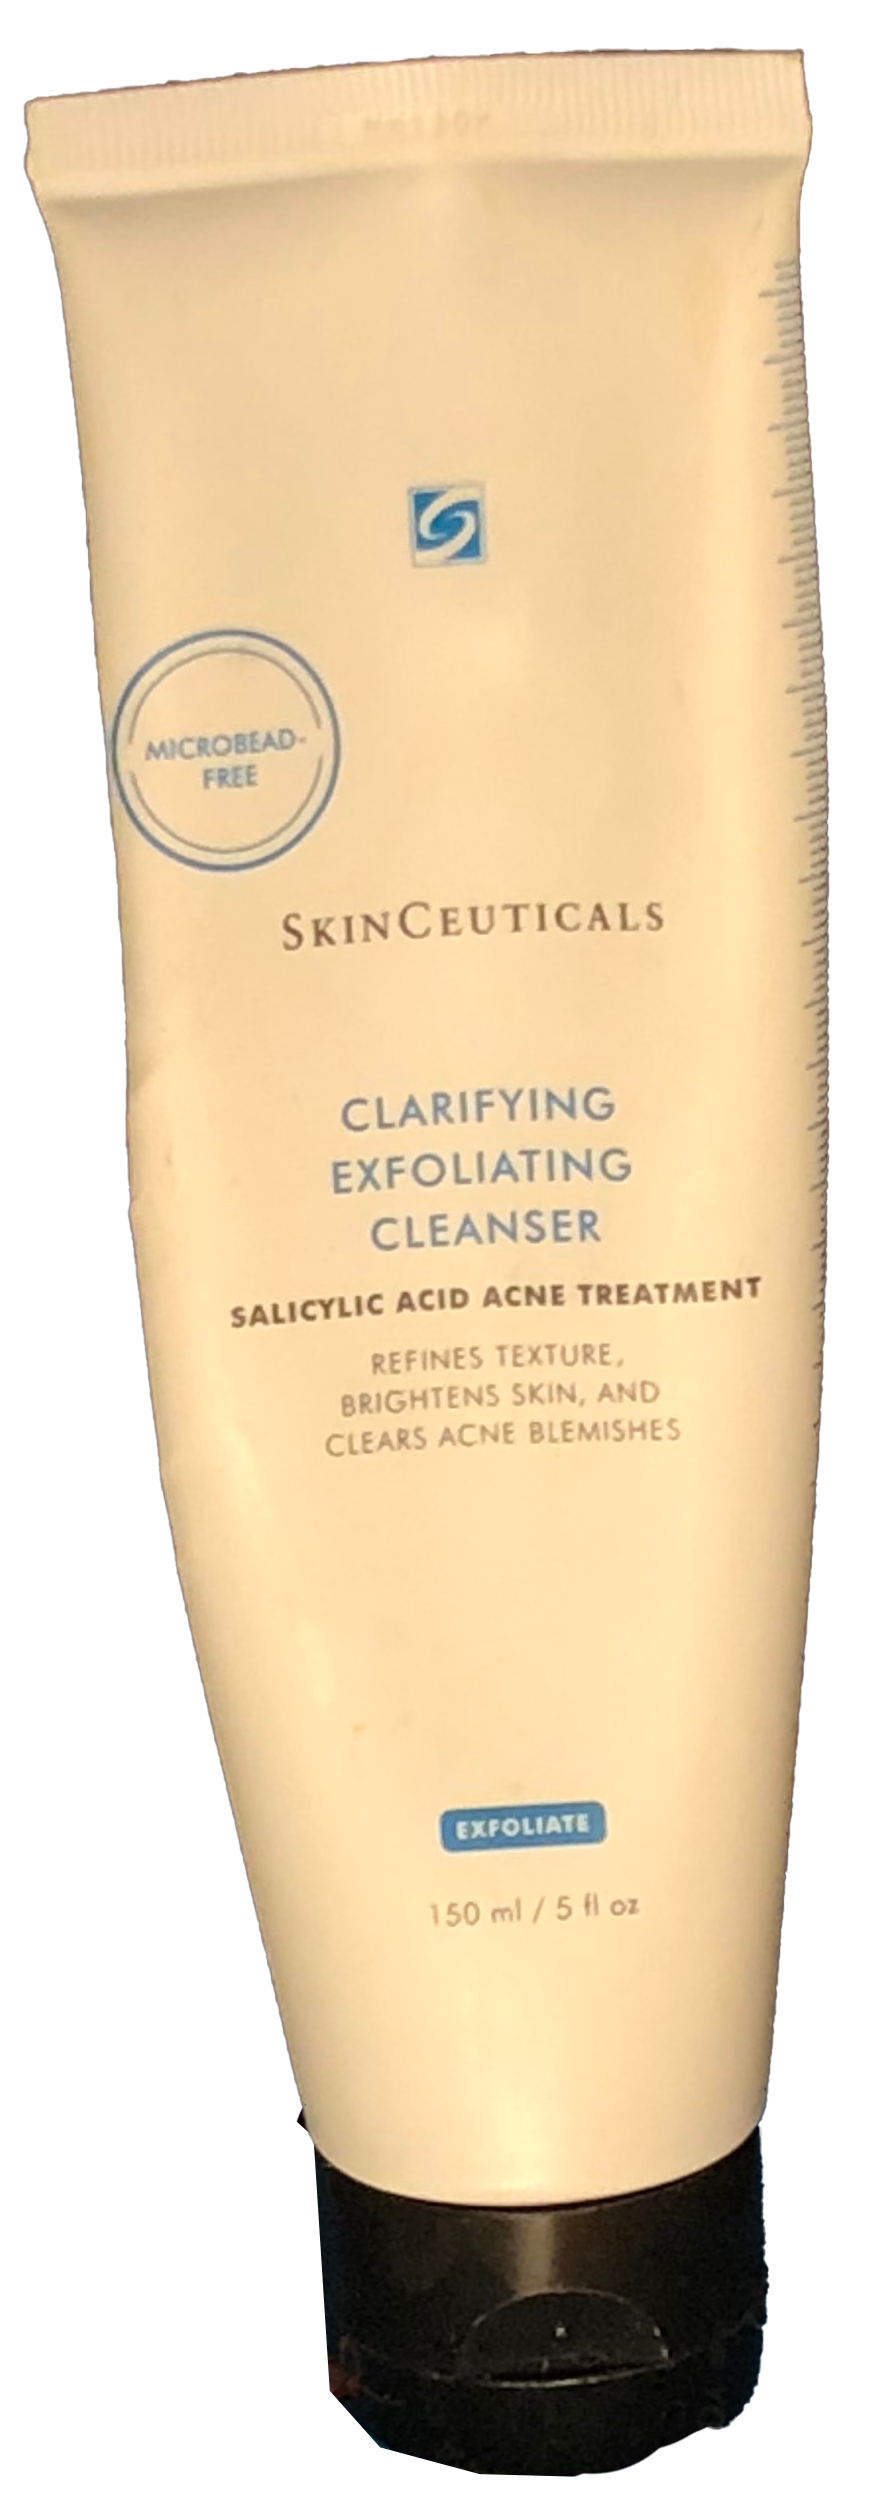 MICROBEAD-
FREE
SKINCEUTICALS
CLARIFYING
EXFOLIATING
CLEANSER
SALICYLIC ACID ACNE TREATMENT
REFINES TEXTURE,
BRIGHTENS SKIN, AND
CLEARS ACNE BLEMISHES
EXFOLIATE
150 ml / 5 fl oz